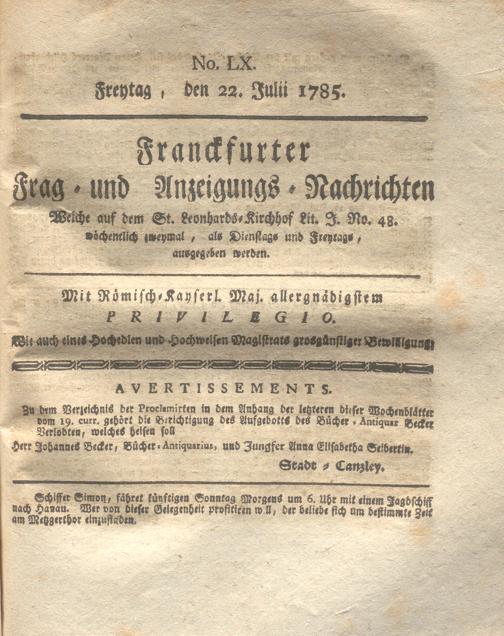 No. LX.
Freytag, den 22. Julii 1785.
Franckfurter
Frag- und Anzeigungs-Nachrichten
Welche auf dem St. Leonhards-Kirchhof Lit. J. No. 48.
wöchentlich zweymal, als Dienstags und Freytags,
ausgegeben werden.
Mit Römisch-Kayserl. Maj. allergnädigstem
PRIVILEGIO.
Wie auch eines Hochedlen und Hochweisen Magistrats grosgünstiger Bewilligung
AVERTISSEMENTS.
Zu dem Verzeichnis der Proclamirten in dem Anhang der letzteren dieser Wochenblätter
vom 19. curr. gehört die Berichtigung des Aufgebotts des Bücher-Antiquar Becker
Verlobten, welches heisen soll
Herr Johannes Becker, Bücher-Antiquarius, und Jungfer Anna Elisabetha Seibertin.
Stadt-Canzley.
Schiffer Simon, fähret künftigen Sonntag Morgens um 6. Uhr mit einem Jagdschiff
nach Hanau. Wer von dieser Gelegenheit profitiren will, der beliebe sich um bestimmte Zeit
am Metzgerthor einzufinden.